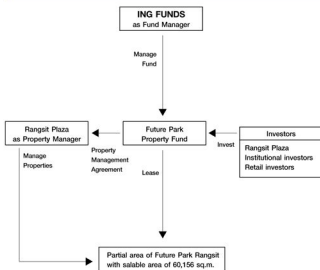 ING FUNDS
as Fund Manager
Manage
Fund
Rangsit Plaza
as Property Manager
Property
Management
Agreement
Future Park
Property Fund
Invest
Investors
Rangsit Plaza
Institutional investors
Retail investors
Manage
Properties
Lease
Partial area of Future Park Rangsit
with salable area of 60,156 sq.m.